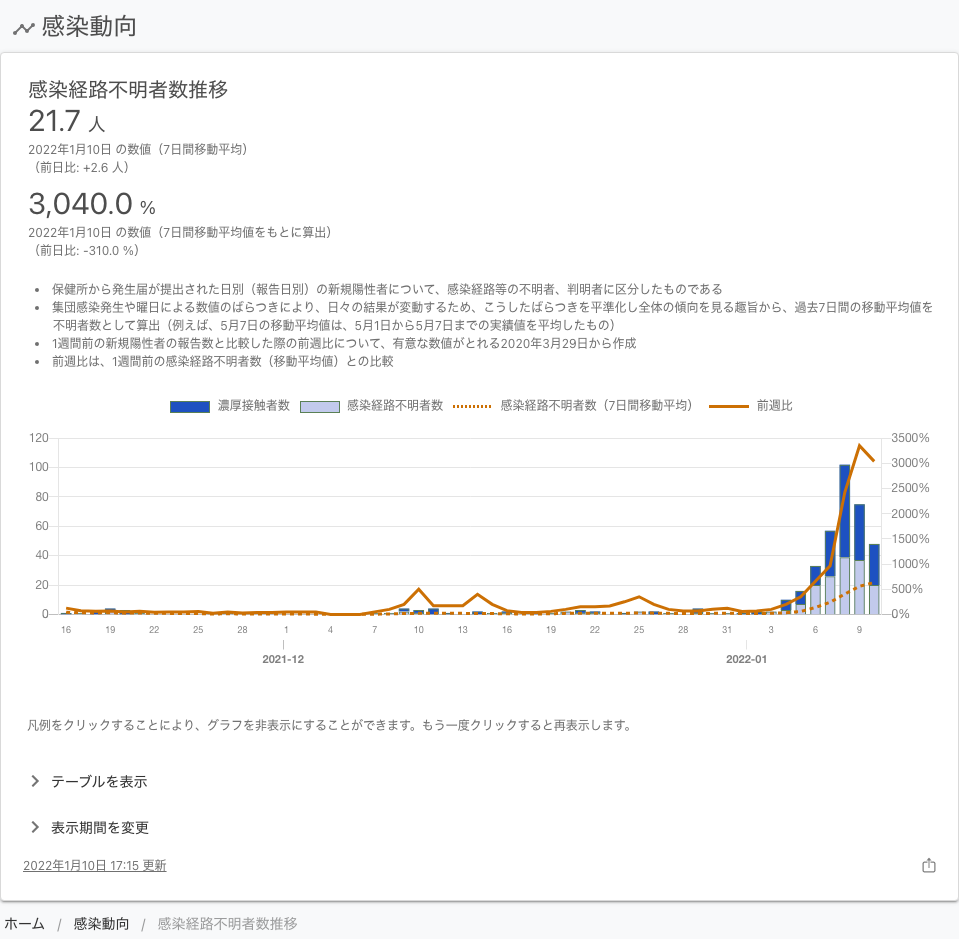 感染動向
感染経路不明者数推移
21.7 人
2022年1月10日 の数値（7日間移動平均）
（前日比: +2.6 人）
3,040.0 %
2022年1月10日 の数値（7日間移動平均値をもとに算出）
（前日比: -310.0 %）
• 保健所から発生届が提出された日別（報告日別）の新規陽性者について、感染経路等の不明者、判明者に区分したものである
• 集団感染発生や曜日による数値のばらつきにより、日々の結果が変動するため、こうしたばらつきを平準化し全体の傾向を見る趣旨から、過去7日間の移動平均値を
不明者数として算出（例えば、5月7日の移動平均値は、5月1日から5月7日までの実績値を平均したもの）
• 1週間前の新規陽性者の報告数と比較した際の前週比について、有意な数値がとれる2020年3月29日から作成
• 前週比は、1週間前の感染経路不明者数（移動平均値）との比較
濃厚接触者数 感染経路不明者数 感染経路不明者数（7日間移動平均） 前週比
120 3500%
100 3000%
80 2500%
2000%
60 1500%
40 1000%
20 500%
0 0%
16 19 22 25 28 1 4 7 10 13 16 19 22 25 28 31 3 6 9
2021-12 2022-01
凡例をクリックすることにより、グラフを非表示にすることができます。もう一度クリックすると再表示します。
テーブルを表示
表示期間を変更
2022年1月10日 17:15 更新
ホーム / 感染動向 / 感染経路不明者数推移